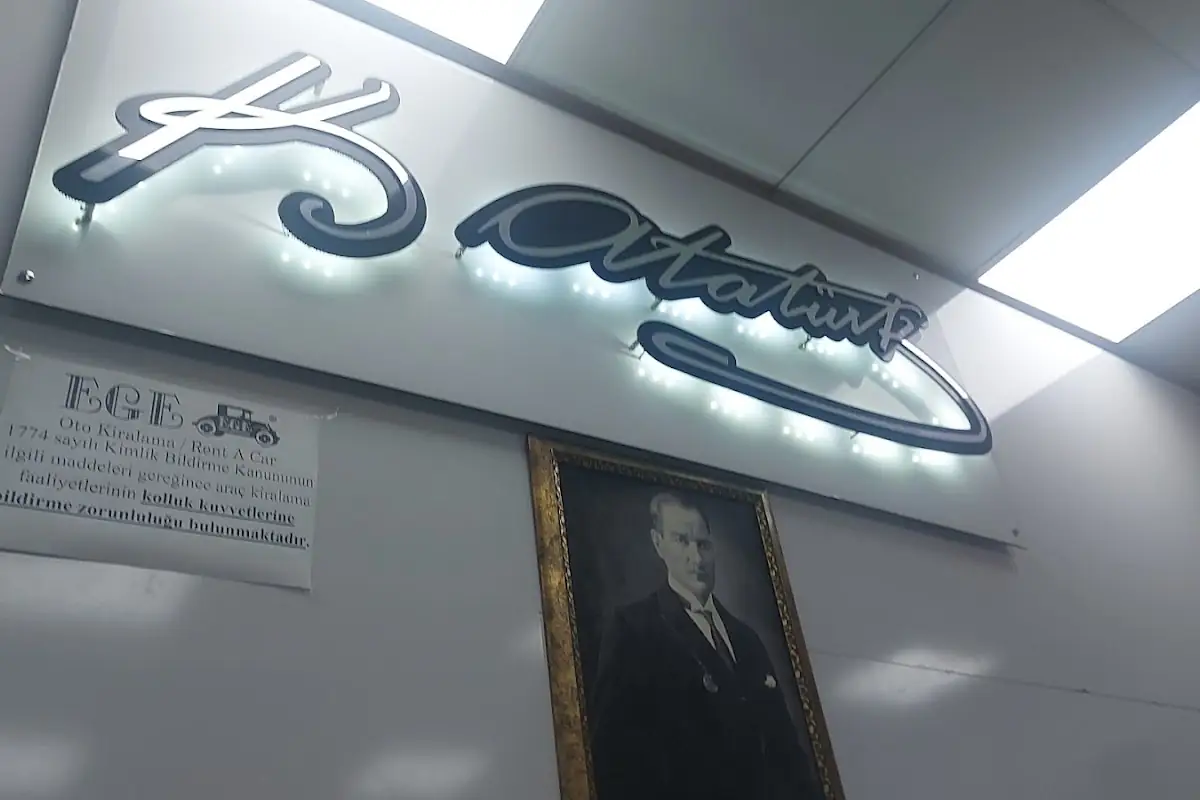 K Atatürk
EGE
EGE
Oto Kiralama / Rent A Car
1774 sayılı Kimlik Bildirme Kanununun
ilgili maddeleri gereğince araç kiralama
faaliyetlerinin kolluk kuvvetlerine
bildirme zorunluluğu bulunmaktadır.